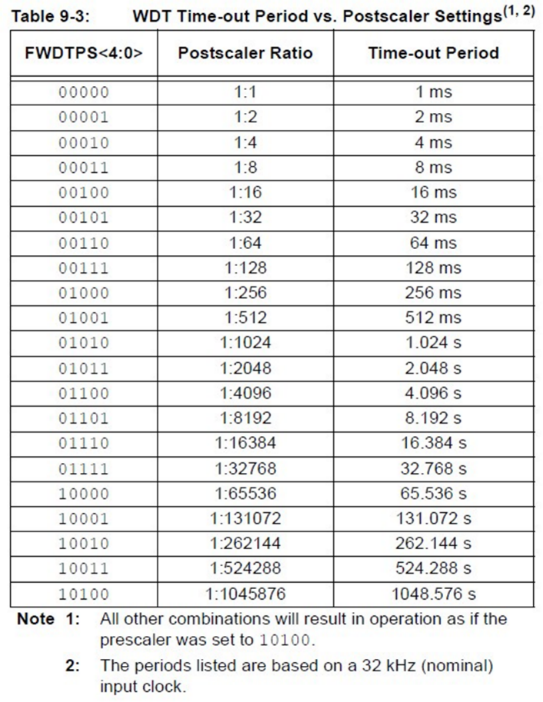 Table 9-3: WDT Time-out Period vs. Postscaler Settings(1, 2)
FWDTPS<4:0> Postscaler Ratio Time-out Period
00000 1:1 1 ms
00001 1:2 2 ms
00010 1:4 4 ms
00011 1:8 8 ms
00100 1:16 16 ms
00101 1:32 32 ms
00110 1:64 64 ms
00111 1:128 128 ms
01000 1:256 256 ms
01001 1:512 512 ms
01010 1:1024 1.024 s
01011 1:2048 2.048 s
01100 1:4096 4.096 s
01101 1:8192 8.192 s
01110 1:16384 16.384 s
01111 1:32768 32.768 s
10000 1:65536 65.536 s
10001 1:131072 131.072 s
10010 1:262144 262.144 s
10011 1:524288 524.288 s
10100 1:1045876 1048.576 s
Note 1: All other combinations will result in operation as if the
prescaler was set to 10100.
2: The periods listed are based on a 32 kHz (nominal)
input clock.